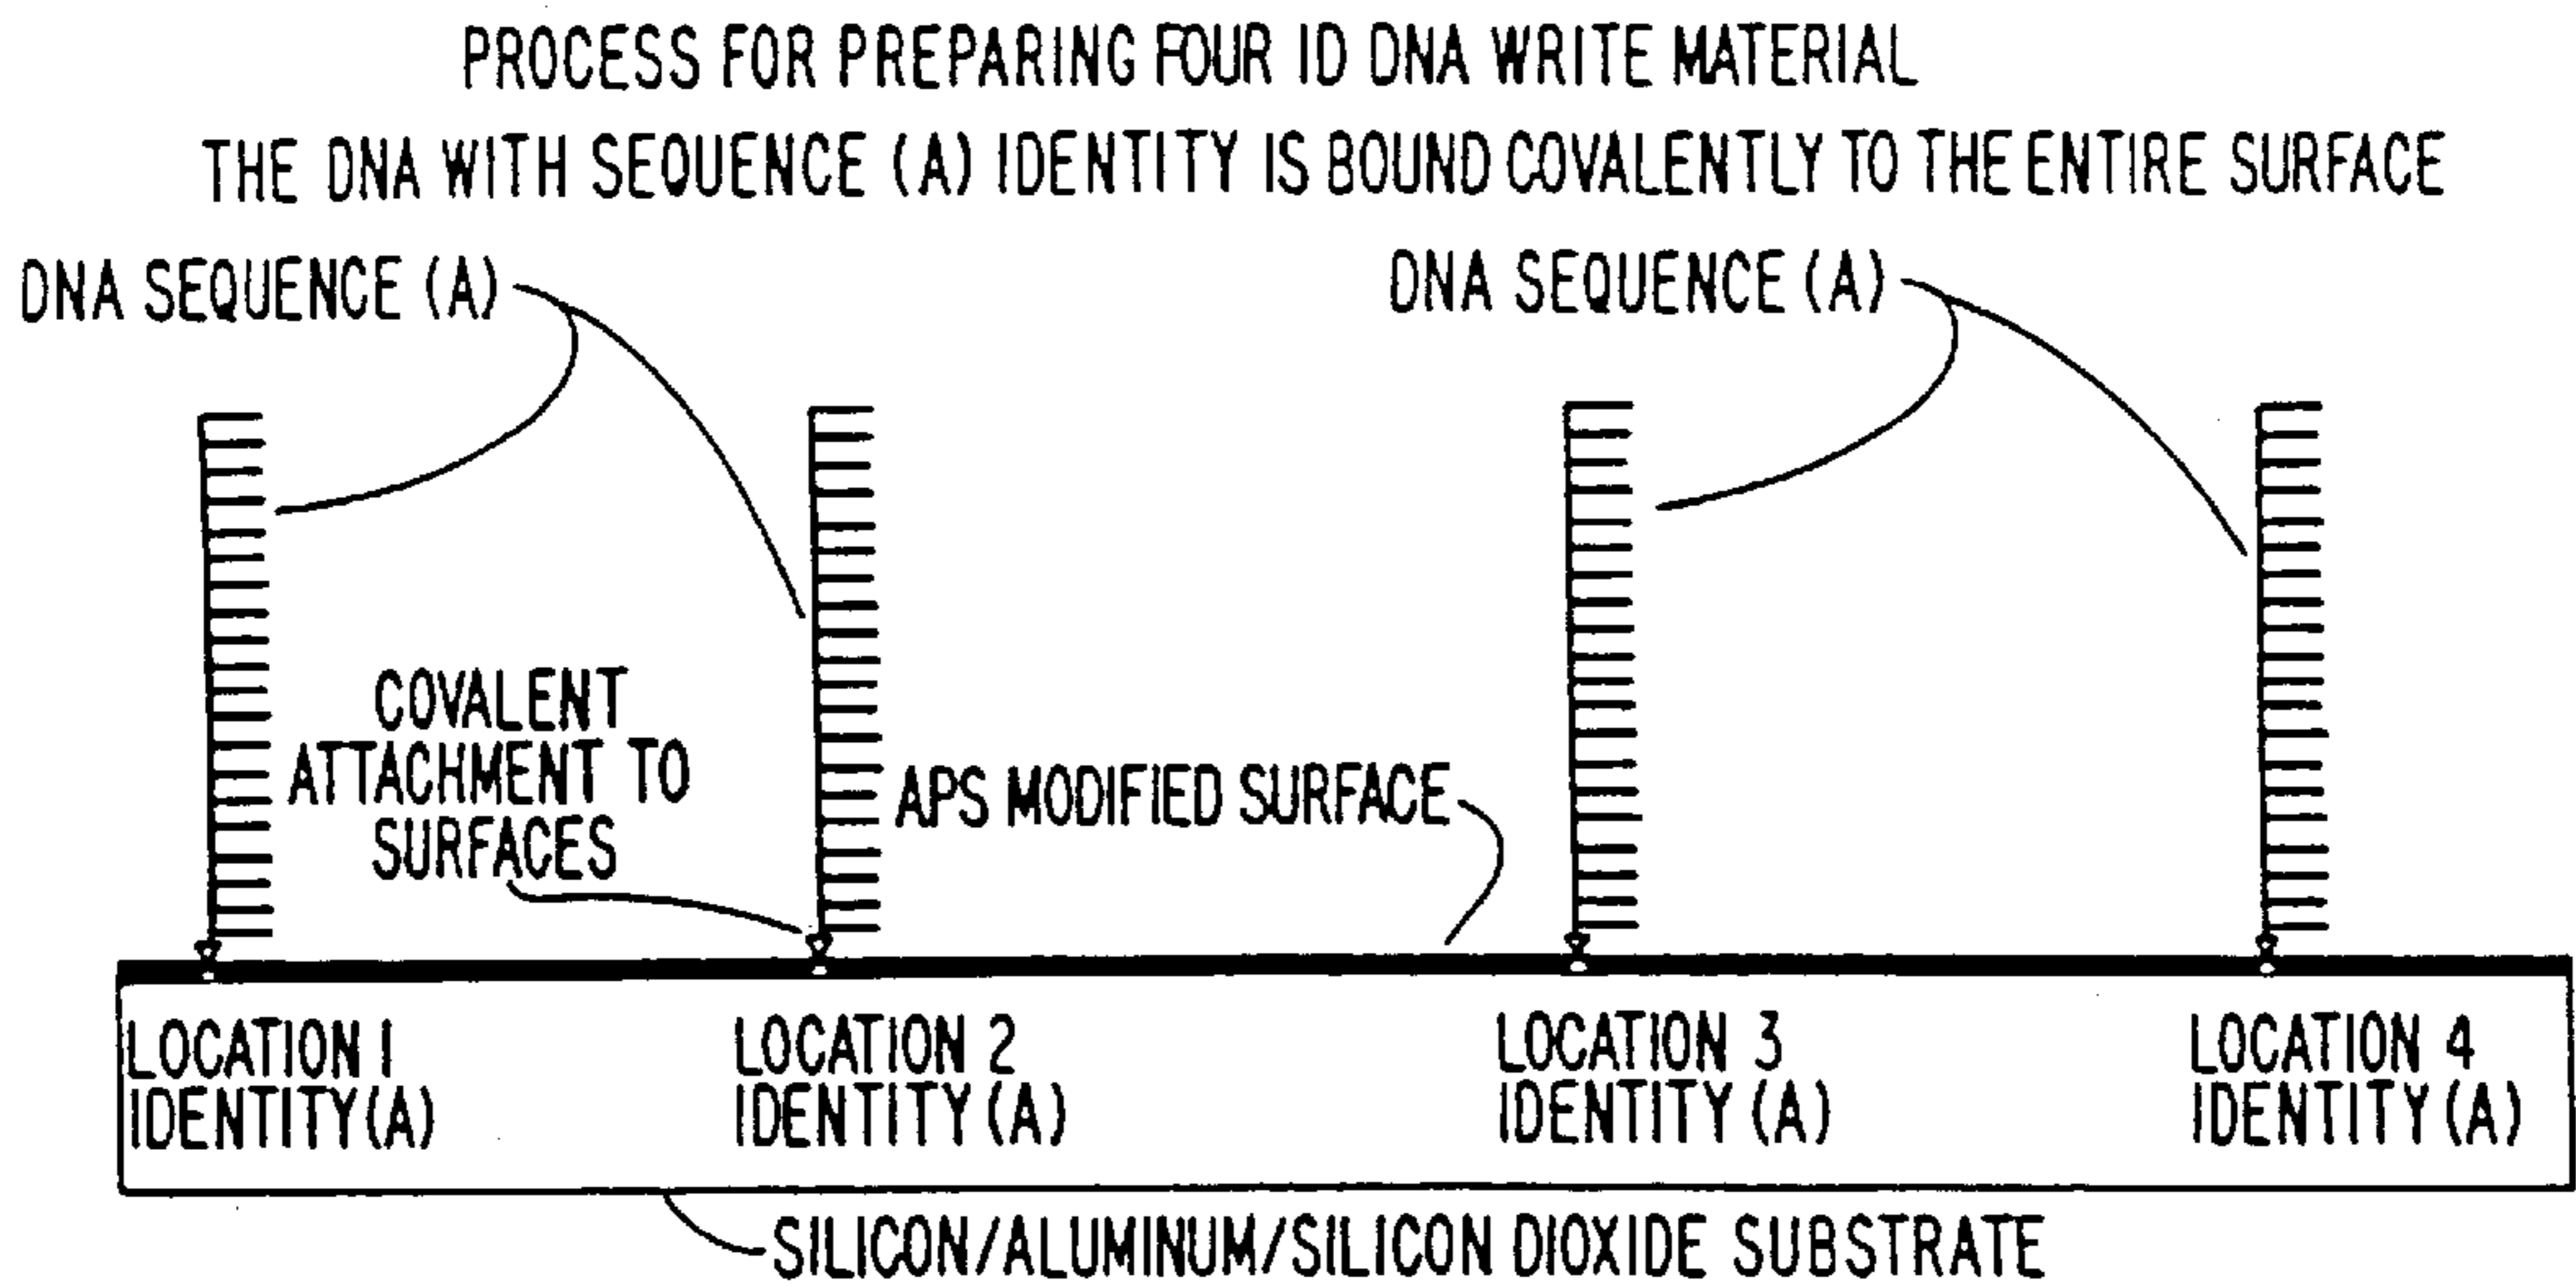 PROCESS FOR PREPARING FOUR ID DNA WRITE MATERIAL
THE DNA WITH SEQUENCE (A) IDENTITY IS BOUND COVALENTLY TO THE ENTIRE SURFACE
DNA SEQUENCE (A)
DNA SEQUENCE (A)
COVALENT
ATTACHMENT TO
SURFACES
APS MODIFIED SURFACE
LOCATION 1
IDENTITY (A)
LOCATION 2
IDENTITY (A)
LOCATION 3
IDENTITY (A)
LOCATION 4
IDENTITY (A)
SILICON/ALUMINUM/SILICON DIOXIDE SUBSTRATE